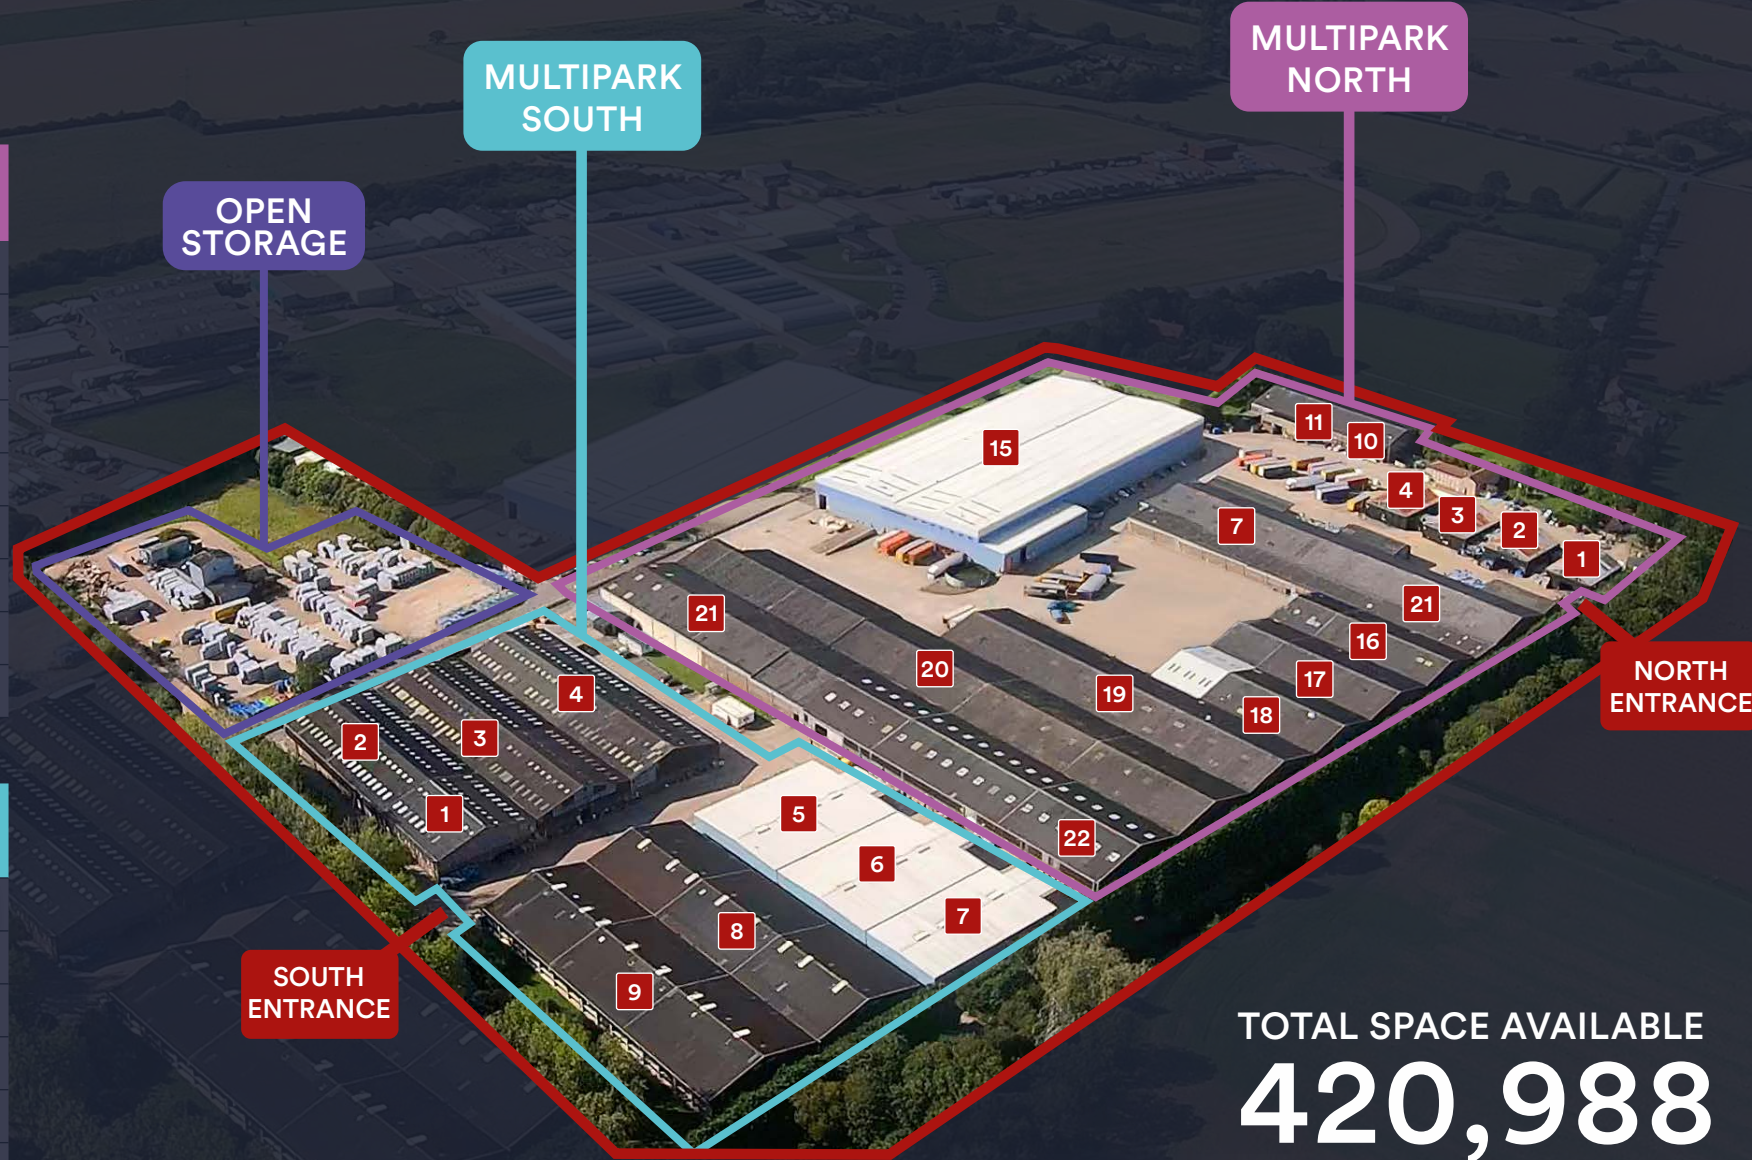 MULTIPARK
NORTH
MULTIPARK
SOUTH
OPEN
STORAGE
11
10
15
4
3
2
1
7
21
16
17
18
19
20
21
22
NORTH
ENTRANCE
4
3
2
1
5
6
7
8
9
SOUTH
ENTRANCE
TOTAL SPACE AVAILABLE
420,988